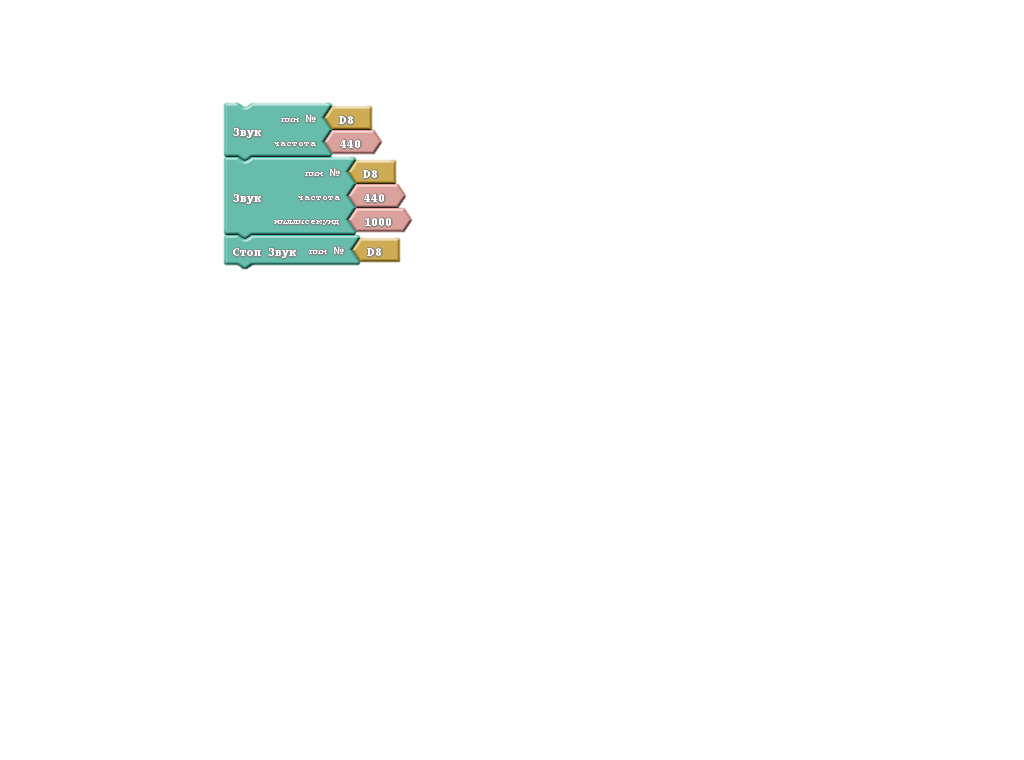 пин № D8
Звук
частота 440
пин № D8
Звук частота 440
миллисекунд 1000
Стоп Звук пин № D8